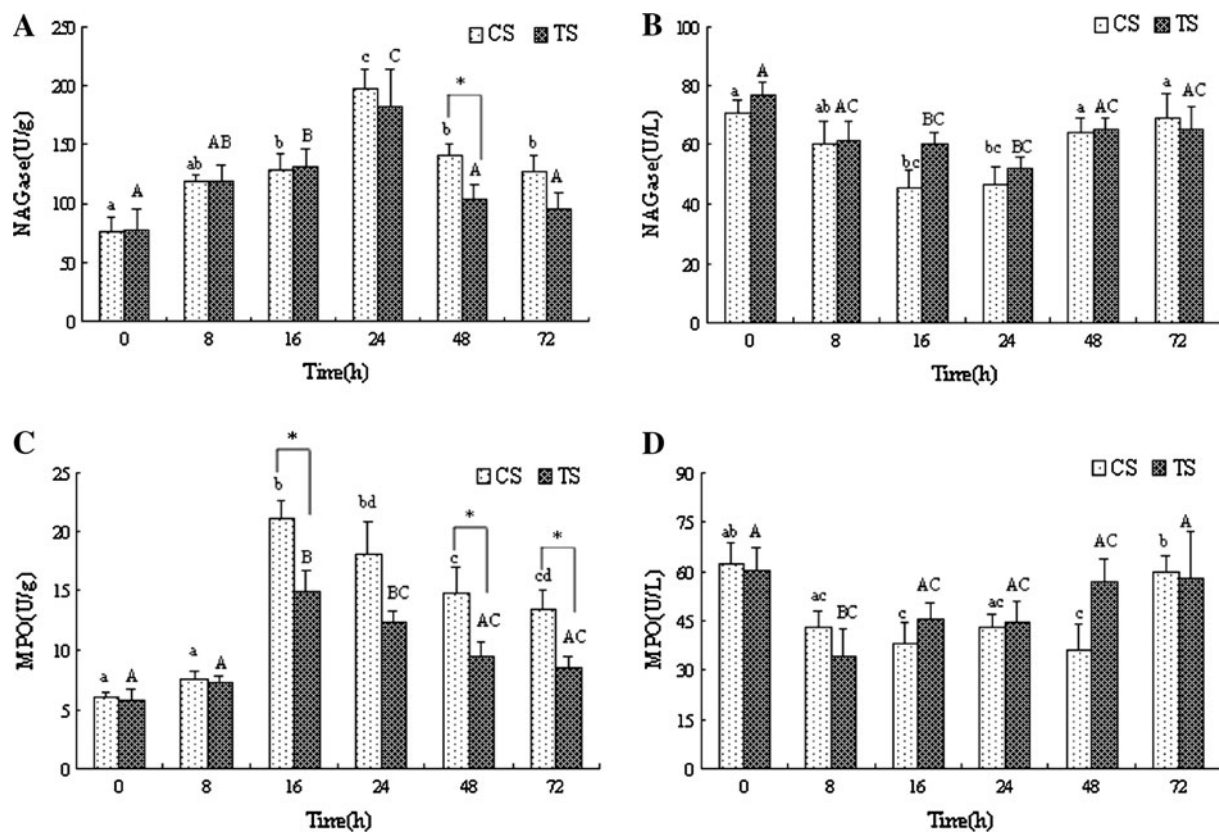 A
CS TS
NAGase(U/g)
250
200
150
100
50
0
a A ab AB b B c C b * A b A
0 8 16 24 48 72
Time(h)
B
CS TS
NAGase(U/L)
100
80
60
40
20
0
a A ab AC bc BC bc BC a AC a AC
0 8 16 24 48 72
Time(h)
C
CS TS
MPO(U/g)
25
20
15
10
5
0
a A a A b * B bd BC c * AC cd * AC
0 8 16 24 48 72
Time(h)
D
CS TS
MPO(U/L)
90
75
60
45
30
15
0
ab A ac BC c AC ac AC c AC b A
0 8 16 24 48 72
Time(h)